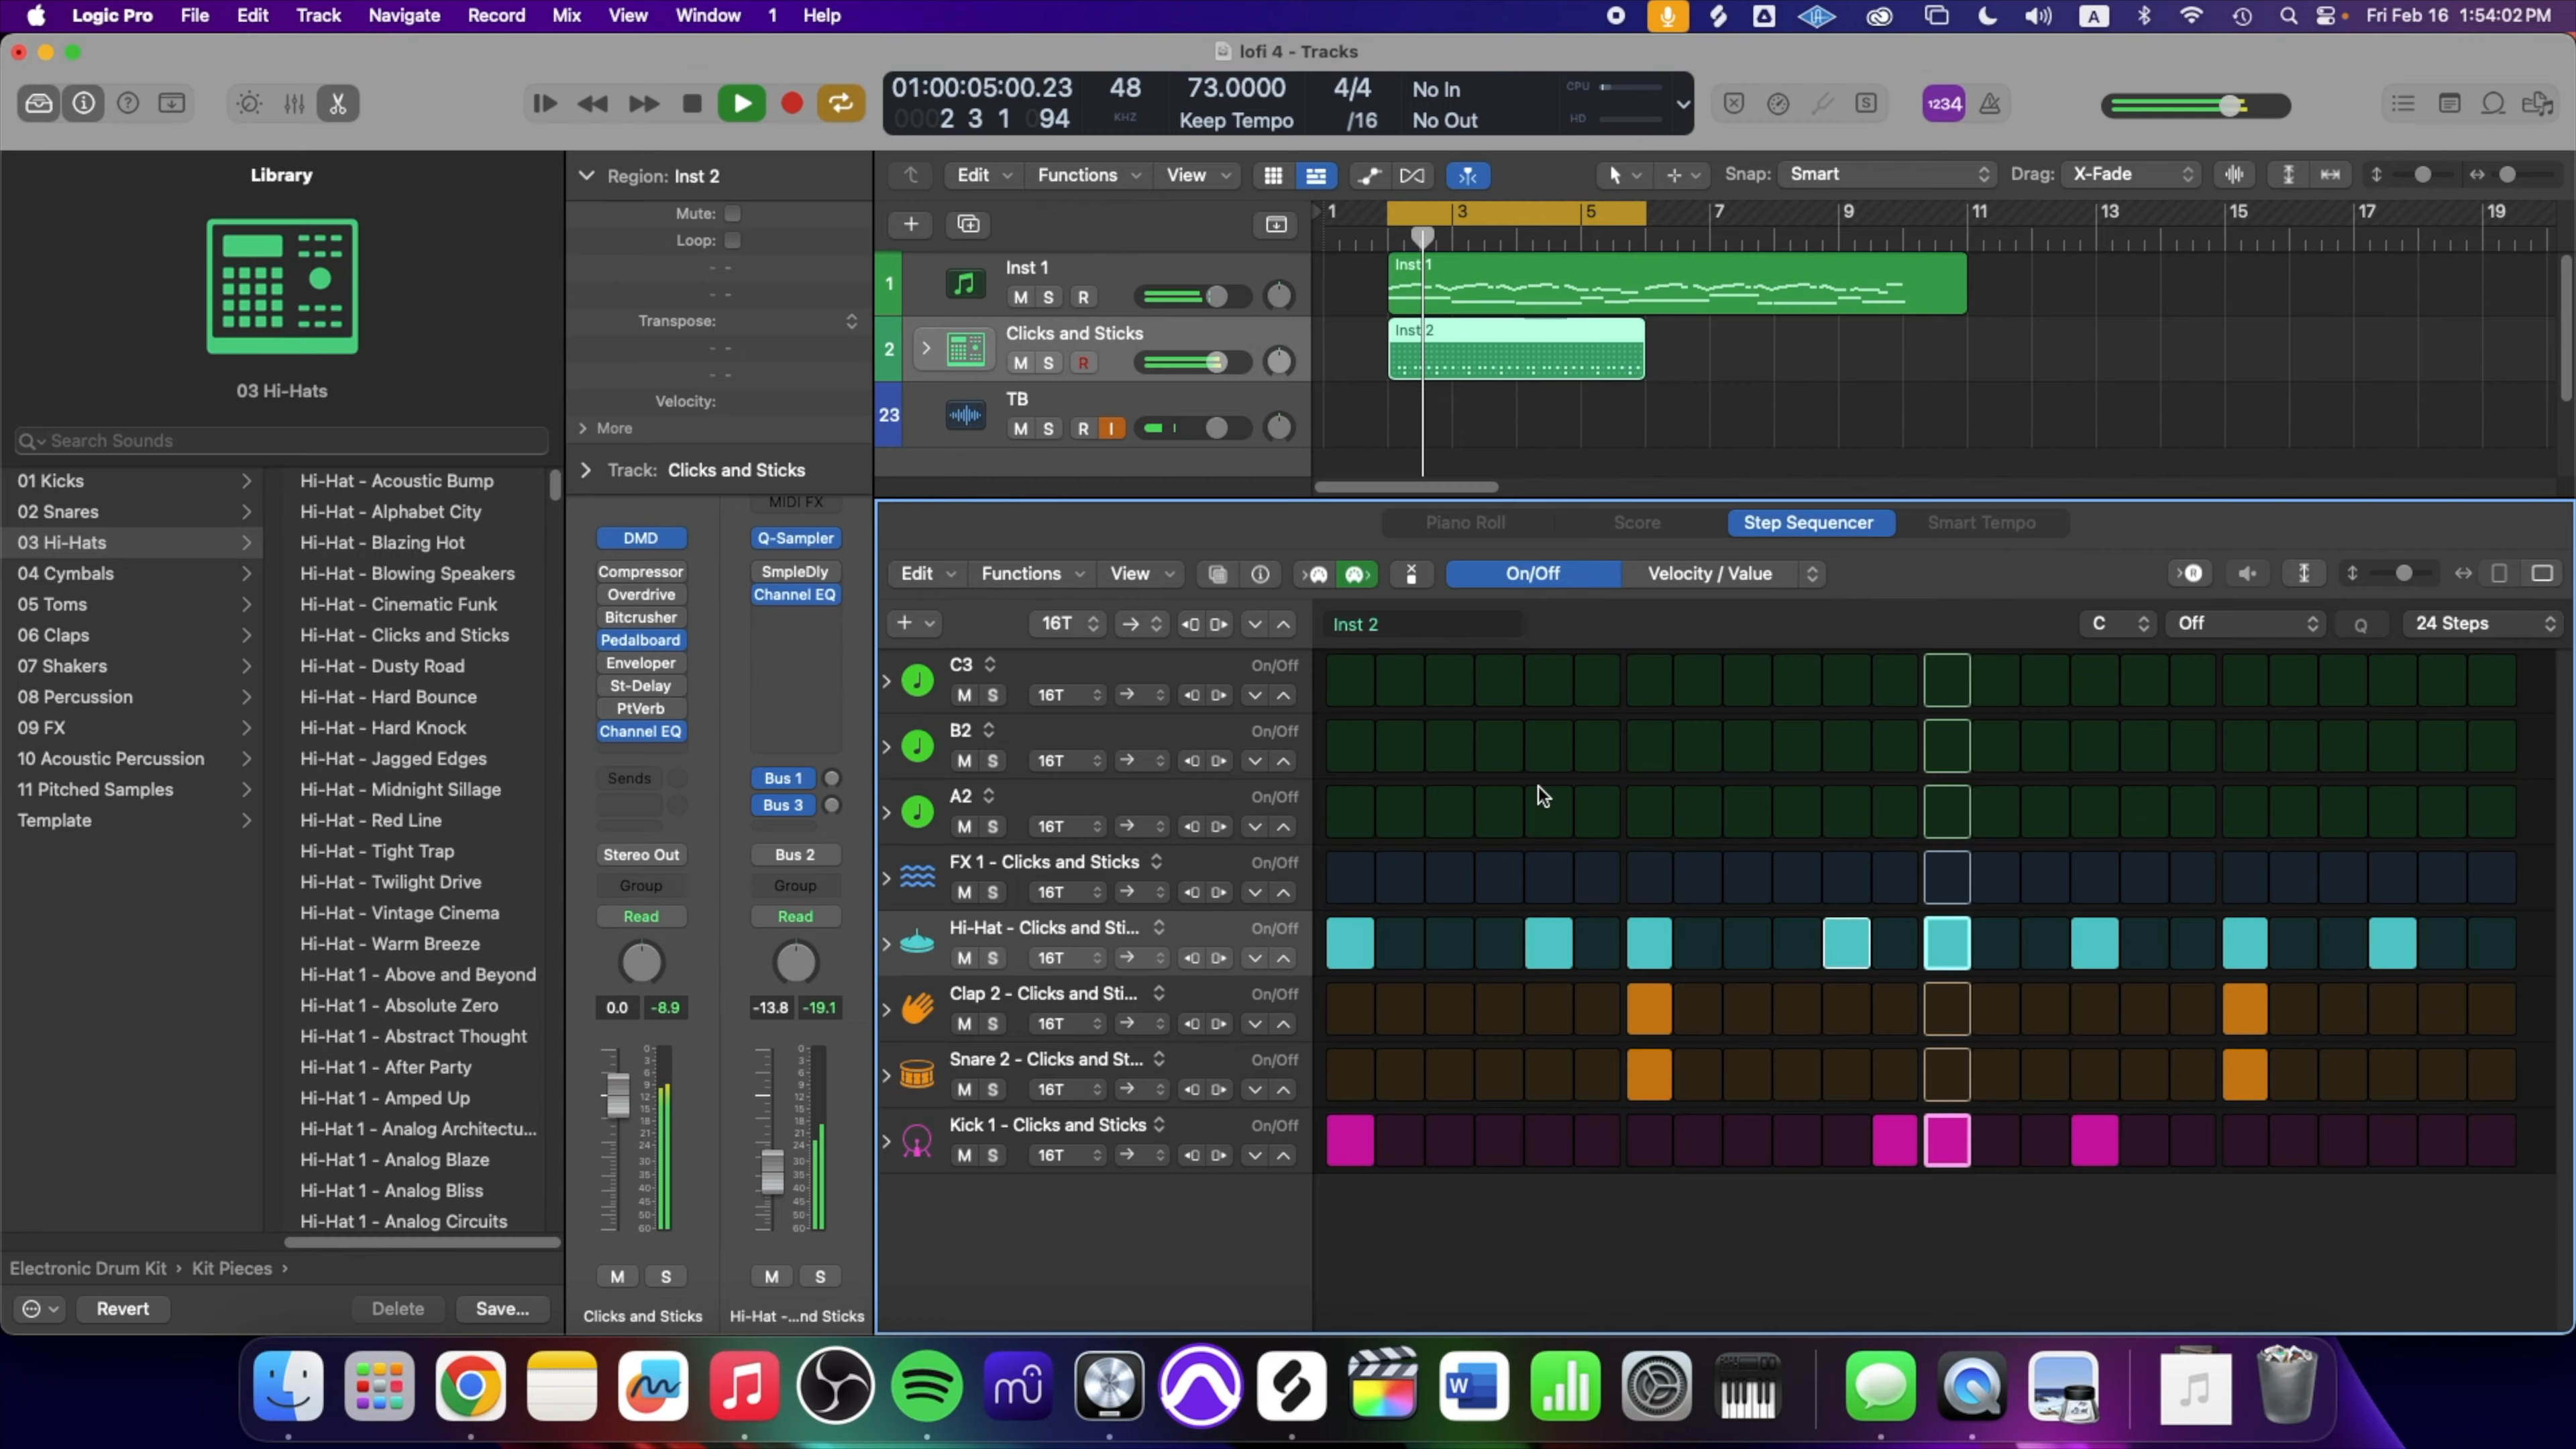 Logic Pro File Edit Track Navigate Record Mix View Window 1 Help A Fri Feb 16 1:54:02 PM
lofi 4 - Tracks
01:00:05:00.23 48 73.0000 4/4 No In CPU
0002 3 1 094 KHZ Keep Tempo /16 No Out HD
1234
Library
03 Hi-Hats
Search Sounds
01 Kicks
02 Snares
03 Hi-Hats
04 Cymbals
05 Toms
06 Claps
07 Shakers
08 Percussion
09 FX
10 Acoustic Percussion
11 Pitched Samples
Template
Hi-Hat - Acoustic Bump
Hi-Hat - Alphabet City
Hi-Hat - Blazing Hot
Hi-Hat - Blowing Speakers
Hi-Hat - Cinematic Funk
Hi-Hat - Clicks and Sticks
Hi-Hat - Dusty Road
Hi-Hat - Hard Bounce
Hi-Hat - Hard Knock
Hi-Hat - Jagged Edges
Hi-Hat - Midnight Sillage
Hi-Hat - Red Line
Hi-Hat - Tight Trap
Hi-Hat - Twilight Drive
Hi-Hat - Vintage Cinema
Hi-Hat - Warm Breeze
Hi-Hat 1 - Above and Beyond
Hi-Hat 1 - Absolute Zero
Hi-Hat 1 - Abstract Thought
Hi-Hat 1 - After Party
Hi-Hat 1 - Amped Up
Hi-Hat 1 - Analog Architectu...
Hi-Hat 1 - Analog Blaze
Hi-Hat 1 - Analog Bliss
Hi-Hat 1 - Analog Circuits
Electronic Drum Kit › Kit Pieces ›
Revert Delete Save...
Region: Inst 2
Mute:
Loop:
Transpose:
Velocity:
More
Track: Clicks and Sticks
MIDI FX
DMD Q-Sampler
Compressor SmpleDly
Overdrive Channel EQ
Bitcrusher
Pedalboard
Enveloper
St-Delay
PtVerb
Channel EQ
Sends Bus 1
Bus 3
Stereo Out Bus 2
Group Group
Read Read
0.0 -8.9 -13.8 -19.1
M S M S
Clicks and Sticks Hi-Hat -...nd Sticks
Edit Functions View Snap: Smart Drag: X-Fade
1 3 5 7 9 11 13 15 17 19
1 Inst 1
M S R
Inst 1
2 Clicks and Sticks
M S R
Inst 2
23 TB
M S R I
Piano Roll Score Step Sequencer Smart Tempo
Edit Functions View On/Off Velocity / Value
16T Inst 2 C Off Q 24 Steps
C3 On/Off
M S 16T
B2 On/Off
M S 16T
A2 On/Off
M S 16T
FX 1 - Clicks and Sticks On/Off
M S 16T
Hi-Hat - Clicks and Sti... On/Off
M S 16T
Clap 2 - Clicks and Sti... On/Off
M S 16T
Snare 2 - Clicks and St... On/Off
M S 16T
Kick 1 - Clicks and Sticks On/Off
M S 16T